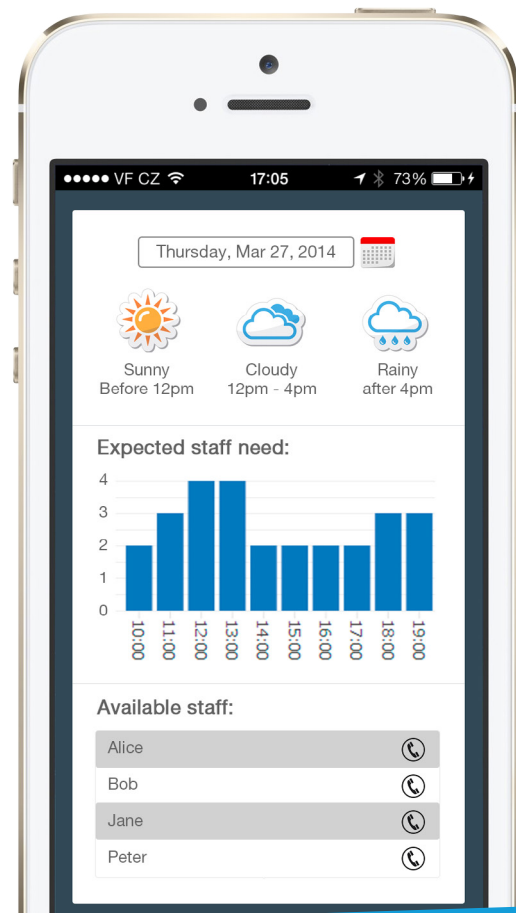 VF CZ 17:05 73%
Thursday, Mar 27, 2014
Sunny Cloudy Rainy
Before 12pm 12pm - 4pm after 4pm
Expected staff need:
4
3
2
1
0
10:00 11:00 12:00 13:00 14:00 15:00 16:00 17:00 18:00 19:00
Available staff:
Alice
Bob
Jane
Peter